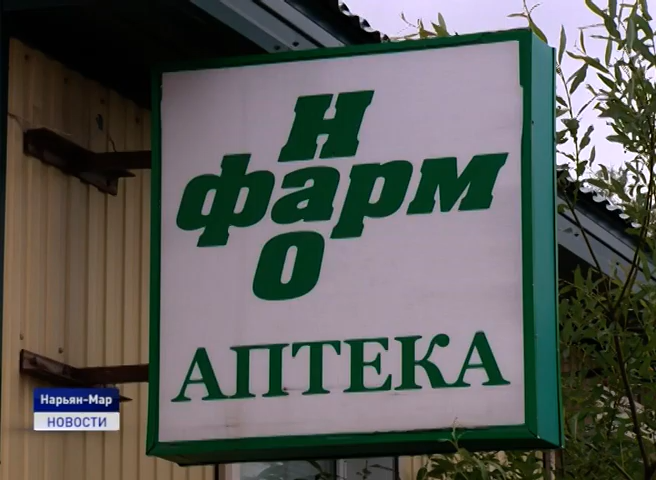 н
фарм
о
АПТЕКА
Нарьян-Мар
НОВОСТИ